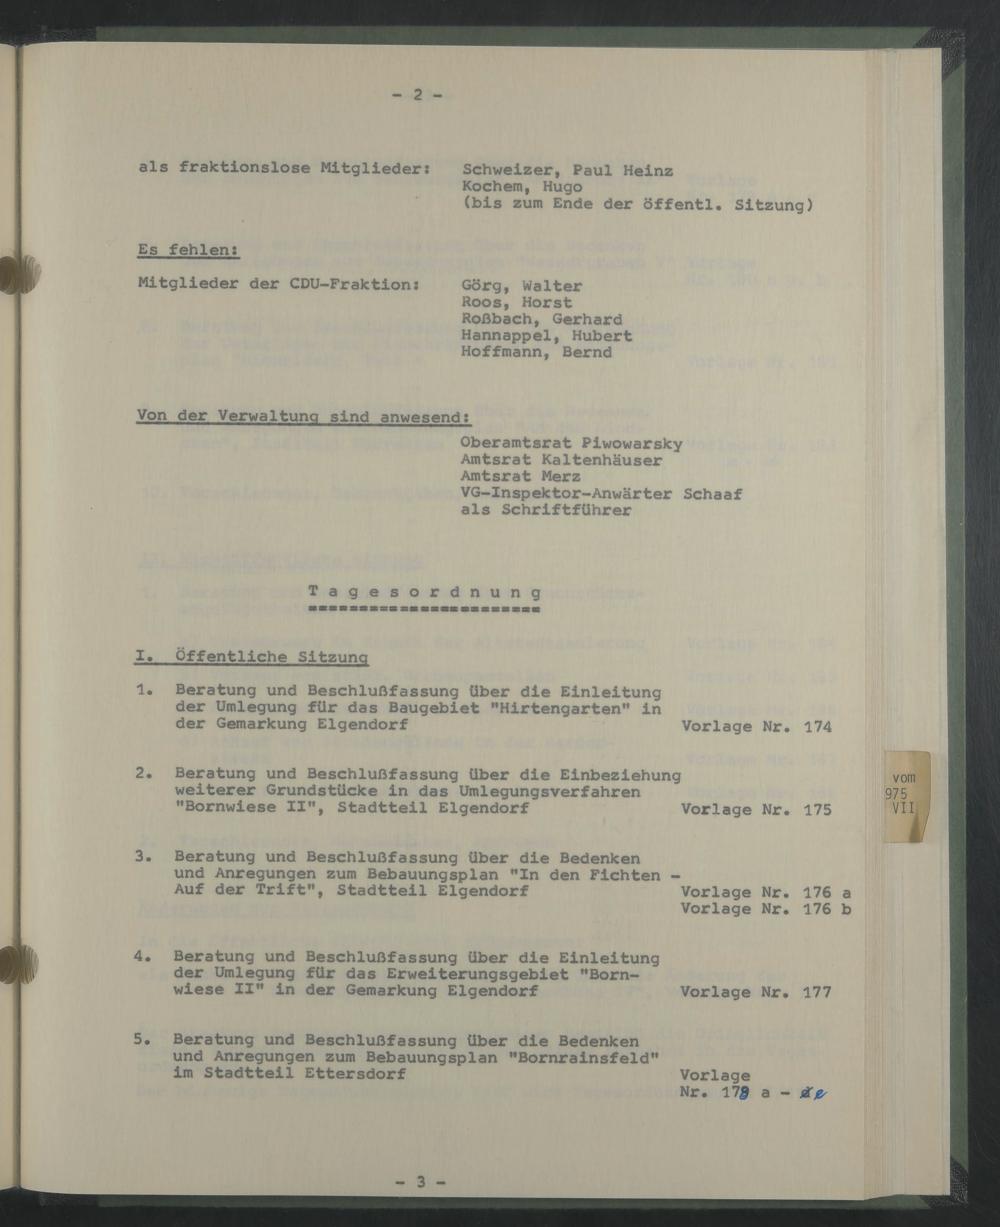 - 2 -
als fraktionslose Mitglieder: Schweizer, Paul Heinz
Kochem, Hugo
(bis zum Ende der öffentl. Sitzung)
Es fehlen:
Mitglieder der CDU-Fraktion: Görg, Walter
Roos, Horst
Roßbach, Gerhard
Hannappel, Hubert
Hoffmann, Bernd
Von der Verwaltung sind anwesend:
Oberamtsrat Piwowarsky
Amtsrat Kaltenhäuser
Amtsrat Merz
VG-Inspektor-Anwärter Schaaf
als Schriftführer
T a g e s o r d n u n g
=======================
I. Öffentliche Sitzung
1. Beratung und Beschlußfassung über die Einleitung
der Umlegung für das Baugebiet "Hirtengarten" in
der Gemarkung Elgendorf Vorlage Nr. 174
2. Beratung und Beschlußfassung über die Einbeziehung
weiterer Grundstücke in das Umlegungsverfahren
"Bornwiese II", Stadtteil Elgendorf Vorlage Nr. 175
3. Beratung und Beschlußfassung über die Bedenken
und Anregungen zum Bebauungsplan "In den Fichten -
Auf der Trift", Stadtteil Elgendorf Vorlage Nr. 176 a
Vorlage Nr. 176 b
4. Beratung und Beschlußfassung über die Einleitung
der Umlegung für das Erweiterungsgebiet "Born-
wiese II" in der Gemarkung Elgendorf Vorlage Nr. 177
5. Beratung und Beschlußfassung über die Bedenken
und Anregungen zum Bebauungsplan "Bornrainsfeld"
im Stadtteil Ettersdorf Vorlage
Nr. 178 a - e
- 3 -
vom
975
VII